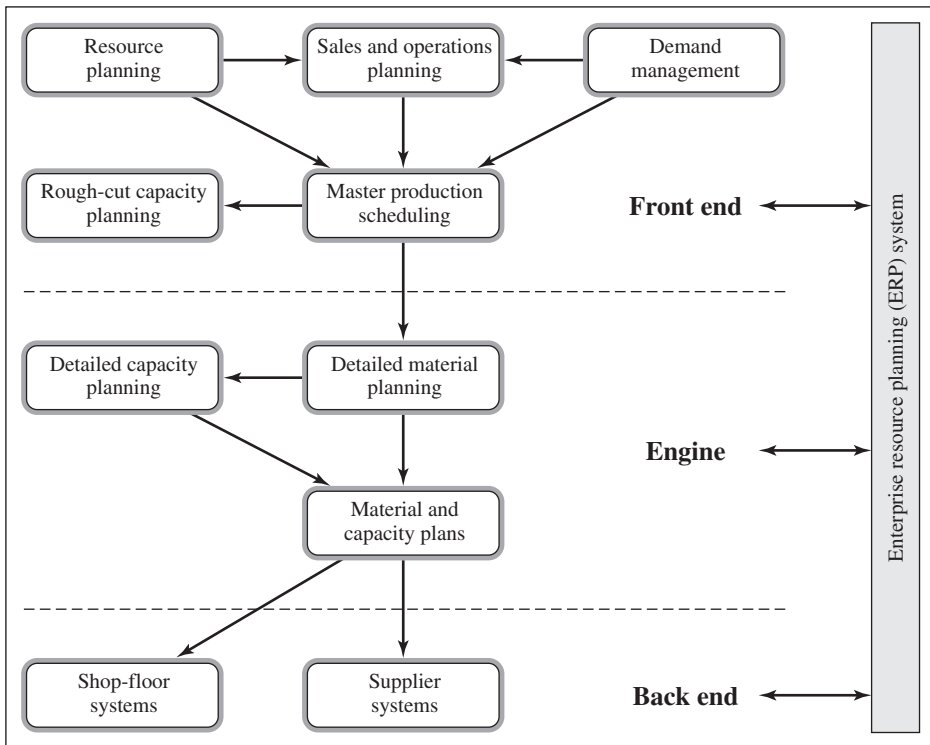 Resource
planning
Sales and operations
planning
Demand
management
Rough-cut capacity
planning
Master production
scheduling
Front end
Detailed capacity
planning
Detailed material
planning
Engine
Material and
capacity plans
Shop-floor
systems
Supplier
systems
Back end
Enterprise resource planning (ERP) system